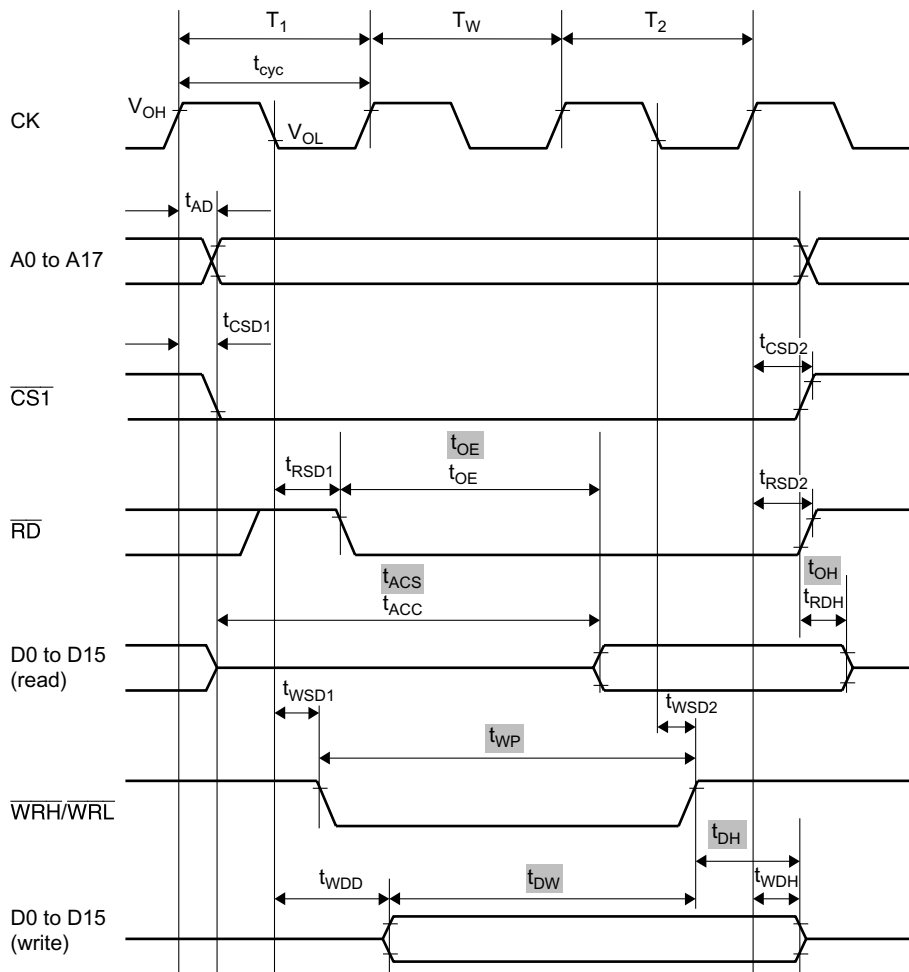 T1 TW T2
tcyc
CK VOH VOL
tAD
A0 to A17
tCSD1 tCSD2
CS1
tOE
tRSD1 tOE tRSD2
RD
tACS tOH
tACC tRDH
D0 to D15
(read)
tWSD1 tWSD2
tWP
WRH/WRL
tDH
tWDD tDW tWDH
D0 to D15
(write)